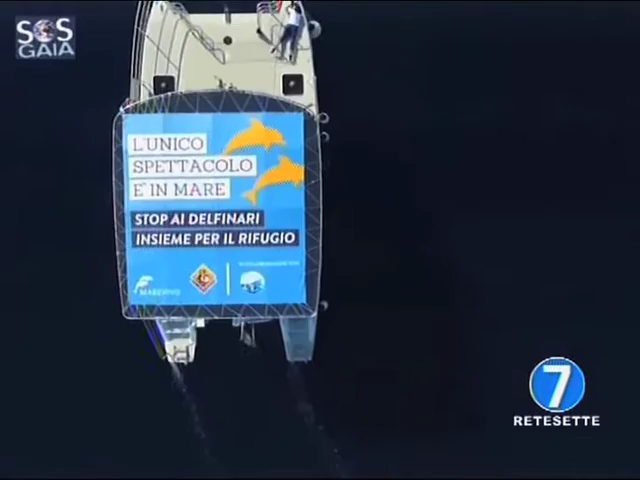 SOS
GAIA
L'UNICO
SPETTACOLO
E' IN MARE
STOP AI DELFINARI
INSIEME PER IL RIFUGIO
MAREVIVO
7
RETESETTE